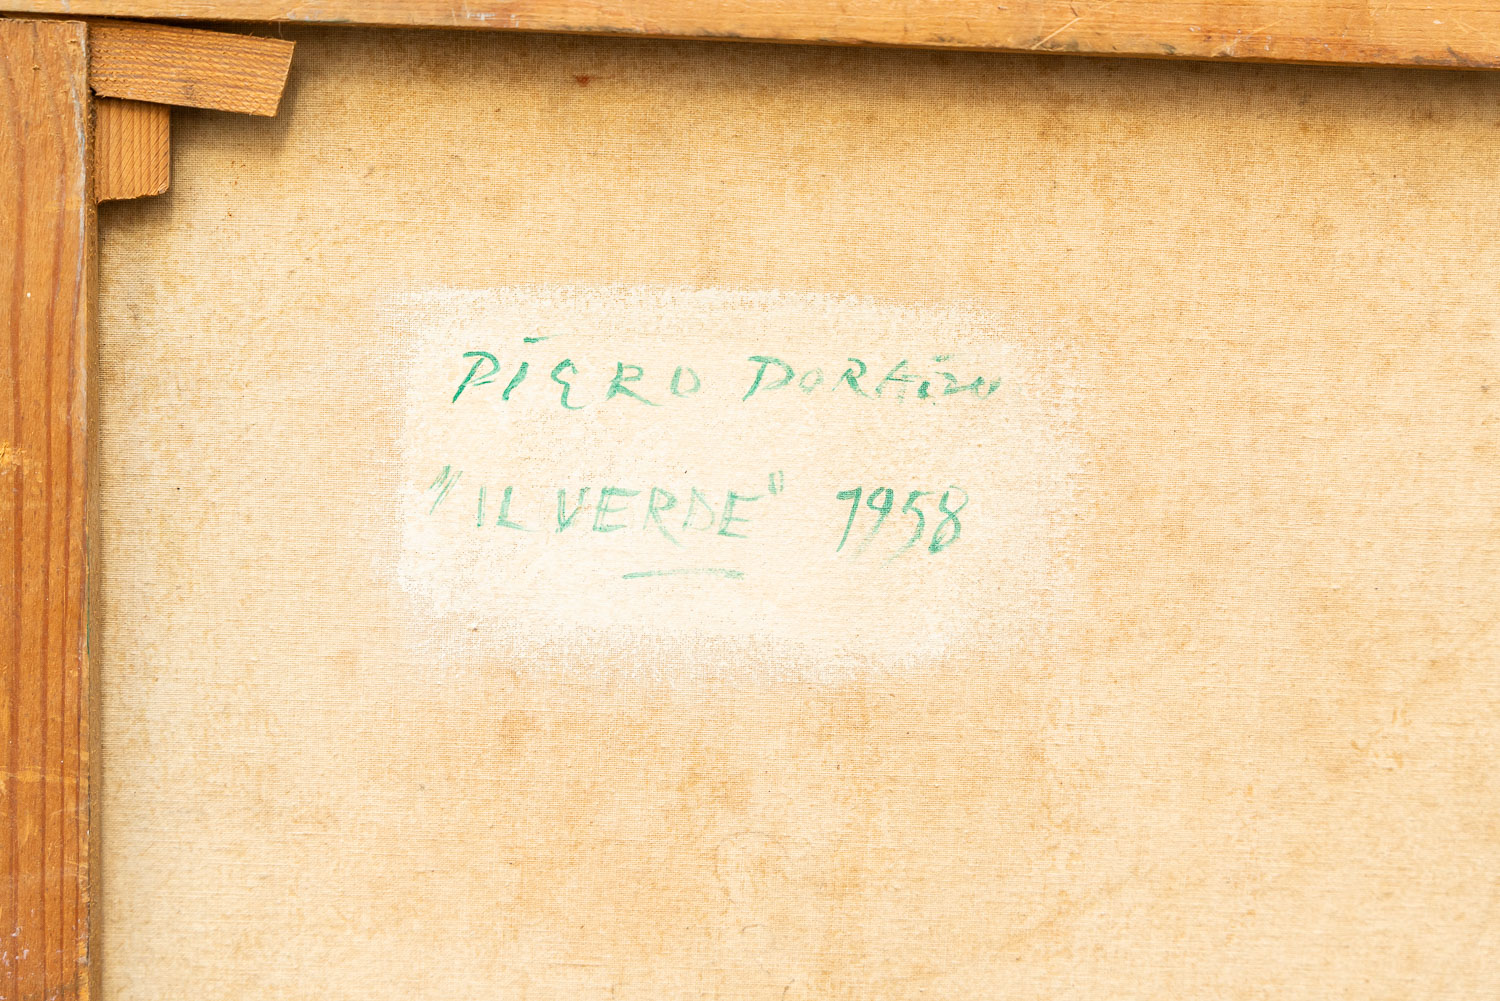 PiERO DORAZIO
"IL VERDE" 1958